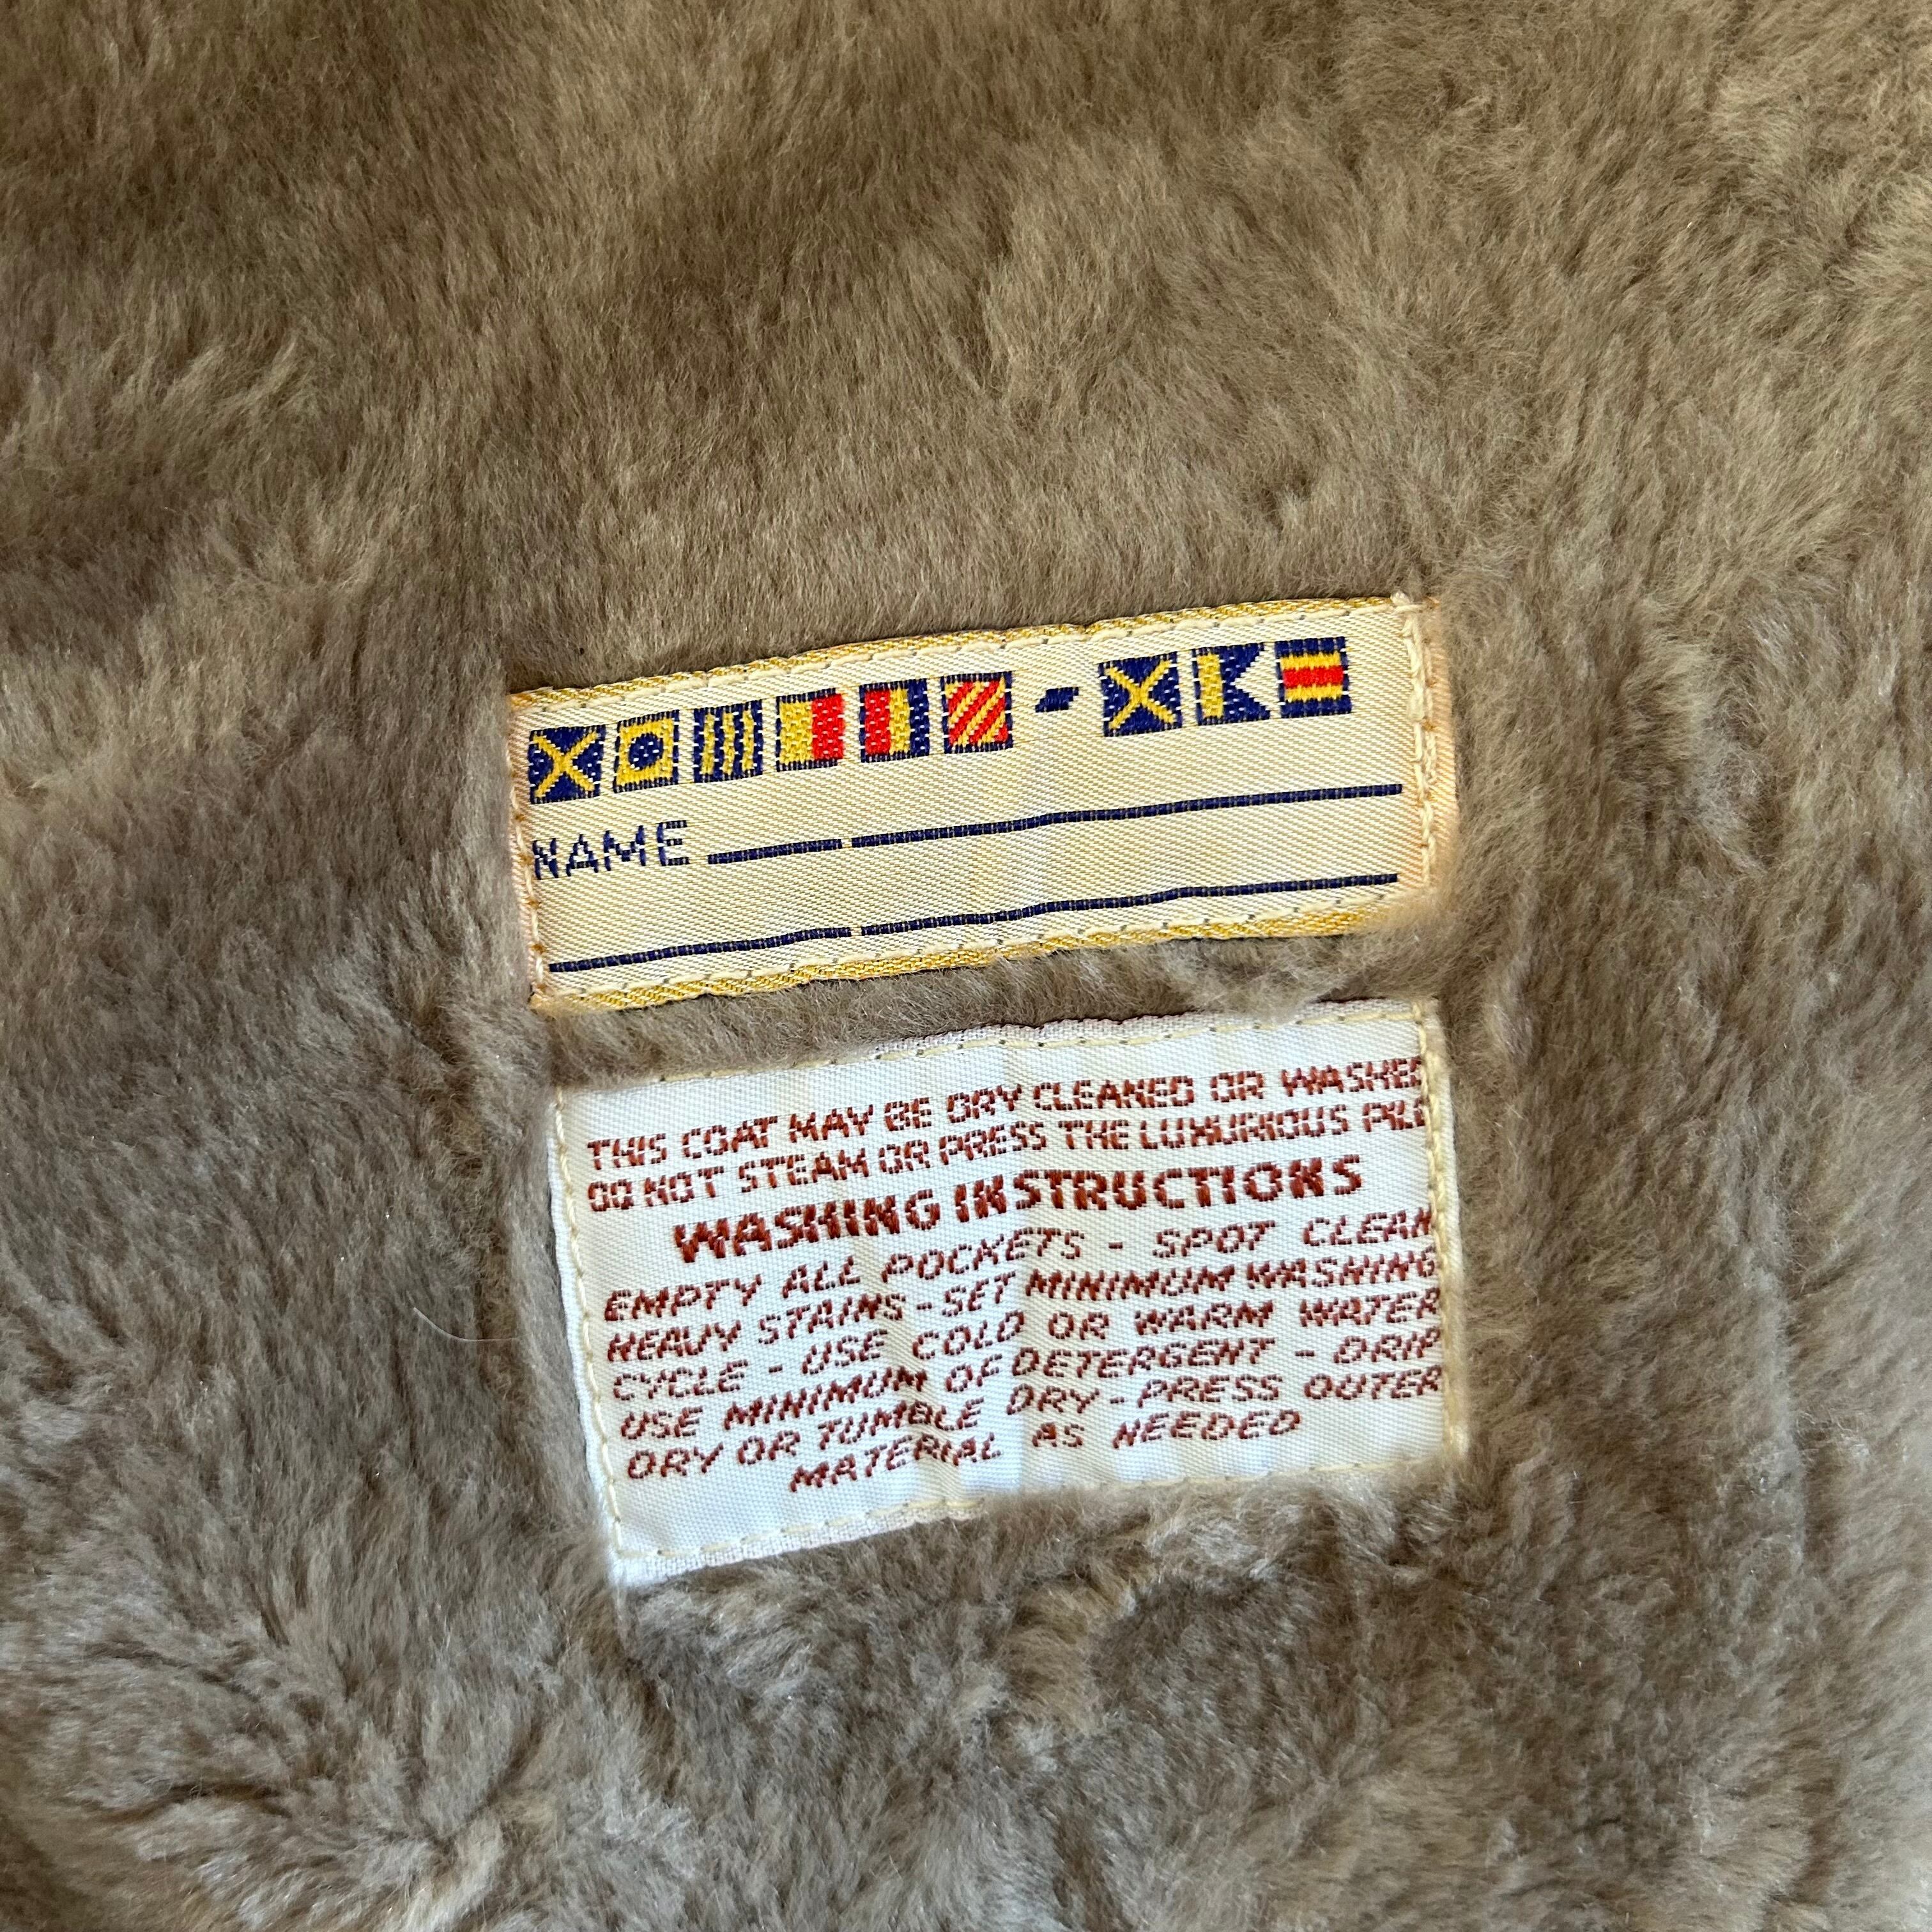 NAME
THIS COAT MAY BE DRY CLEANED OR WASHED
DO NOT STEAM OR PRESS THE LUXURIOUS PILE
WASHING INSTRUCTIONS
EMPTY ALL POCKETS - SPOT CLEAN
HEAVY STAINS - SET MINIMUM WASHING
CYCLE - USE COLD OR WARM WATER
USE MINIMUM OF DETERGENT - DRIP
DRY OR TUMBLE DRY - PRESS OUTER
MATERIAL AS NEEDED